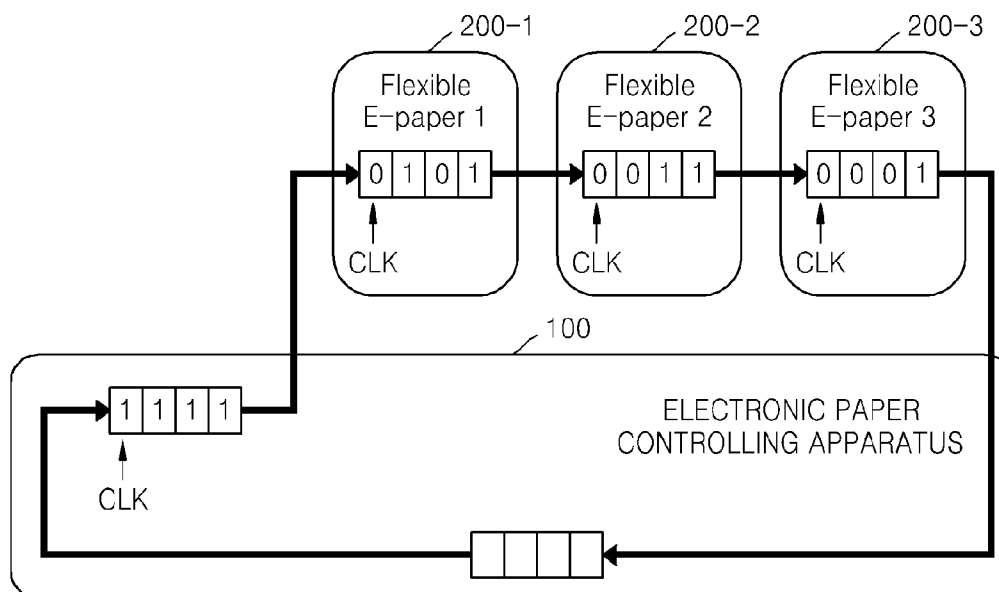 200-1
200-2
200-3
Flexible
E-paper 1
Flexible
E-paper 2
Flexible
E-paper 3
0 1 0 1
0 0 1 1
0 0 0 1
CLK
CLK
CLK
100
1 1 1 1
CLK
ELECTRONIC PAPER
CONTROLLING APPARATUS